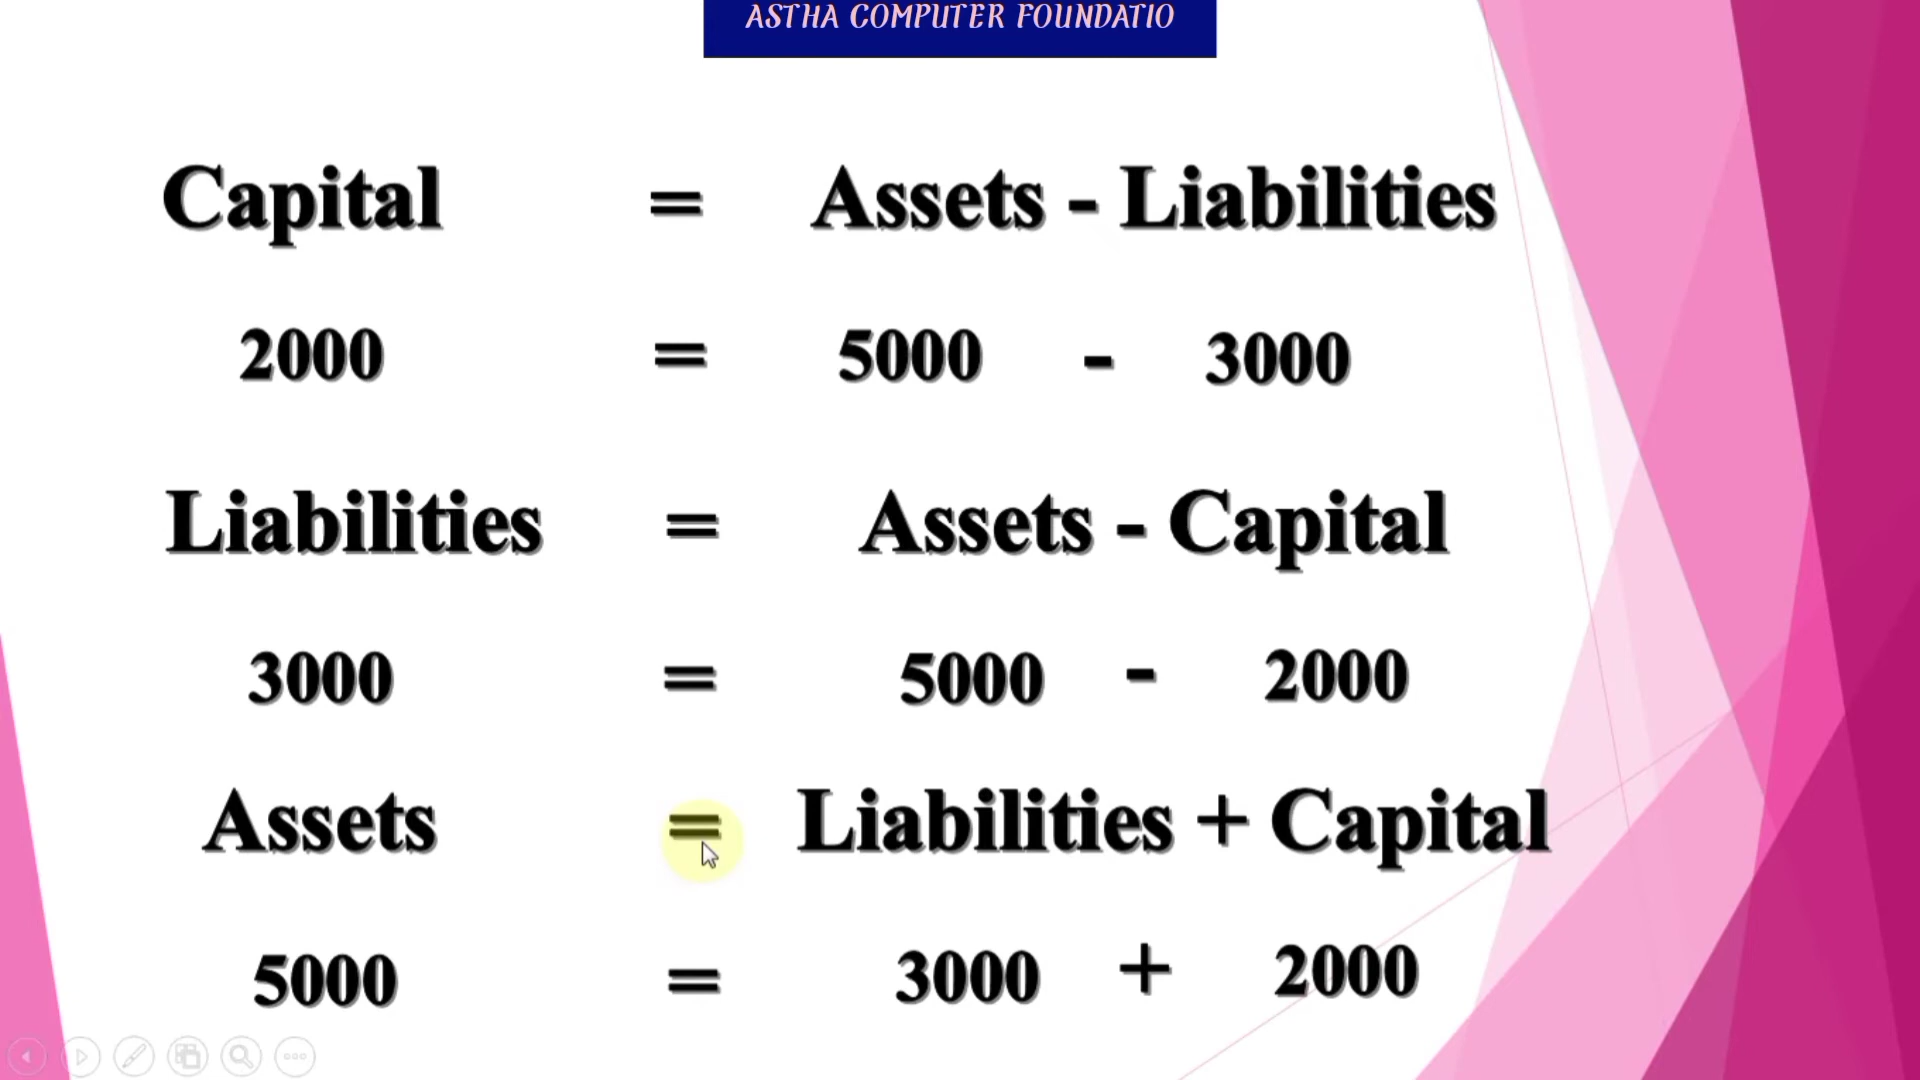 ASTHA COMPUTER FOUNDATIO
Capital = Assets - Liabilities
2000 = 5000 - 3000
Liabilities = Assets - Capital
3000 = 5000 - 2000
Assets = Liabilities + Capital
5000 = 3000 + 2000